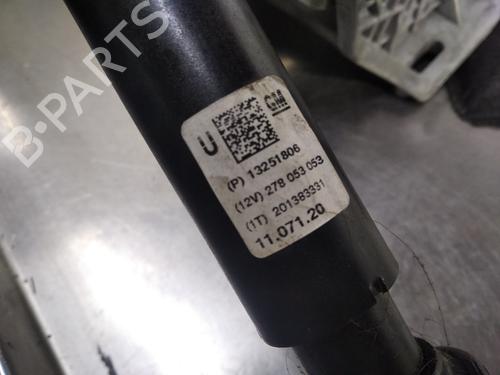 B-PARTS
U GM
(P) 13251806
(12V) 278 053 053
(1T) 201383331
11.071.20